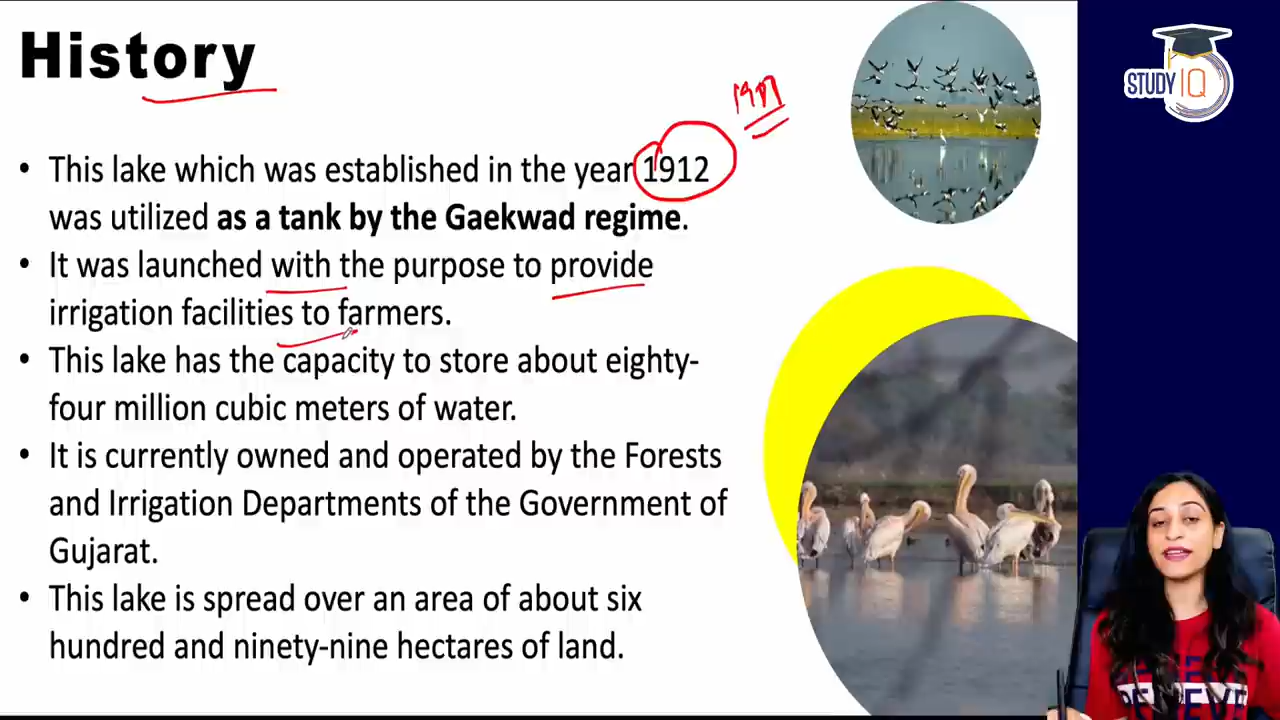 History
• This lake which was established in the year 1912
was utilized as a tank by the Gaekwad regime.
• It was launched with the purpose to provide
irrigation facilities to farmers.
• This lake has the capacity to store about eighty-
four million cubic meters of water.
• It is currently owned and operated by the Forests
and Irrigation Departments of the Government of
Gujarat.
• This lake is spread over an area of about six
hundred and ninety-nine hectares of land.
STUDY IQ